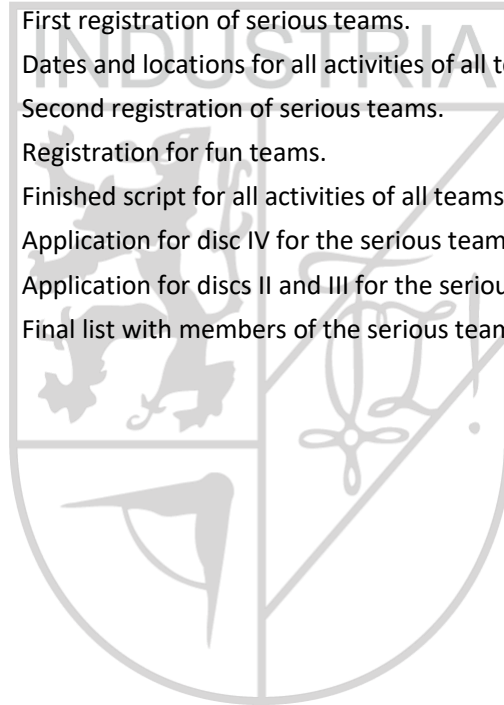 First registration of serious teams.
INDUSTRIA
Dates and locations for all activities of all
Second registration of serious teams.
Registration for fun teams.
Finished script for all activities of all teams
Application for disc IV for the serious team
Application for discs II and III for the
Final list with members of the serious